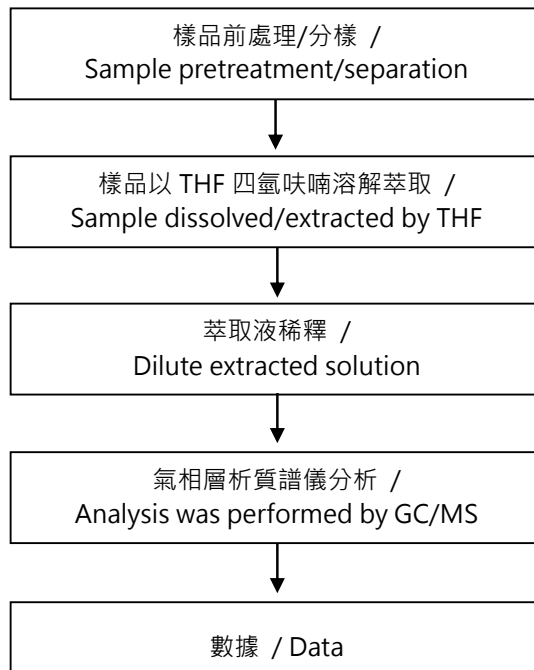 樣品前處理/分樣 /
Sample pretreatment/separation
樣品以 THF 四氫呋喃溶解萃取 /
Sample dissolved/extracted by THF
萃取液稀釋 /
Dilute extracted solution
氣相層析質譜儀分析 /
Analysis was performed by GC/MS
數據 / Data